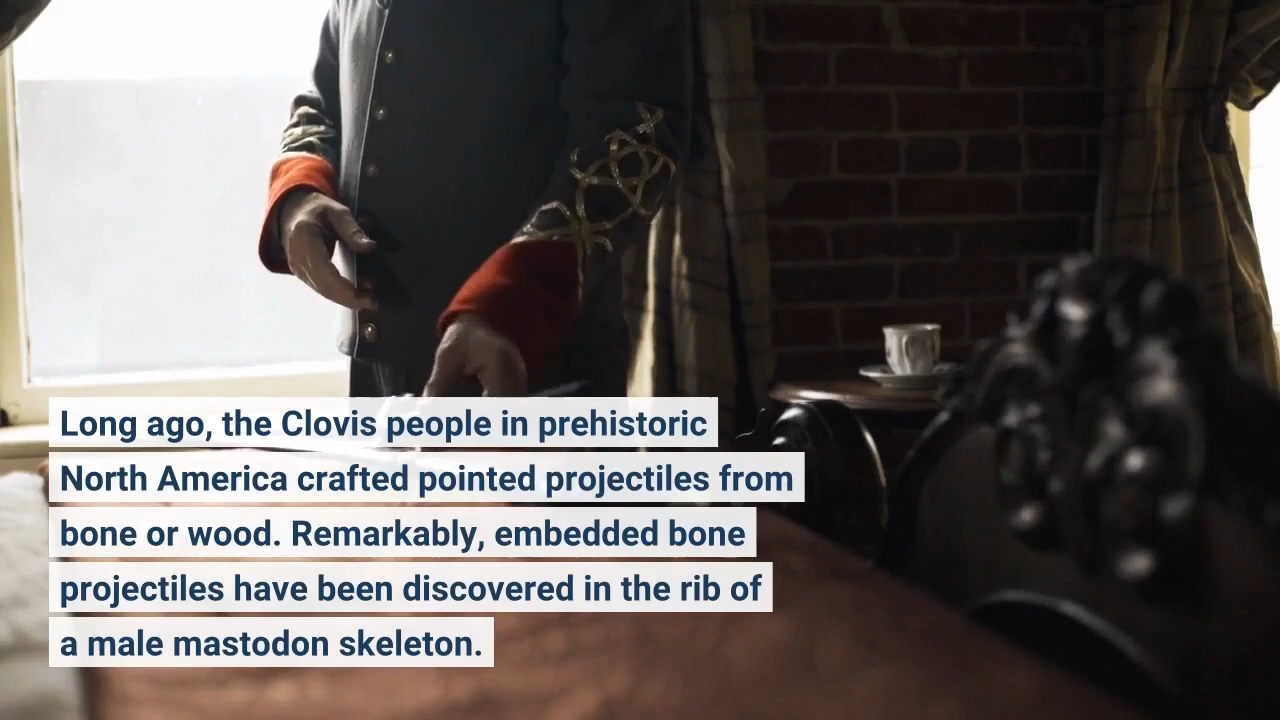 Long ago, the Clovis people in prehistoric
North America crafted pointed projectiles from
bone or wood. Remarkably, embedded bone
projectiles have been discovered in the rib of
a male mastodon skeleton.